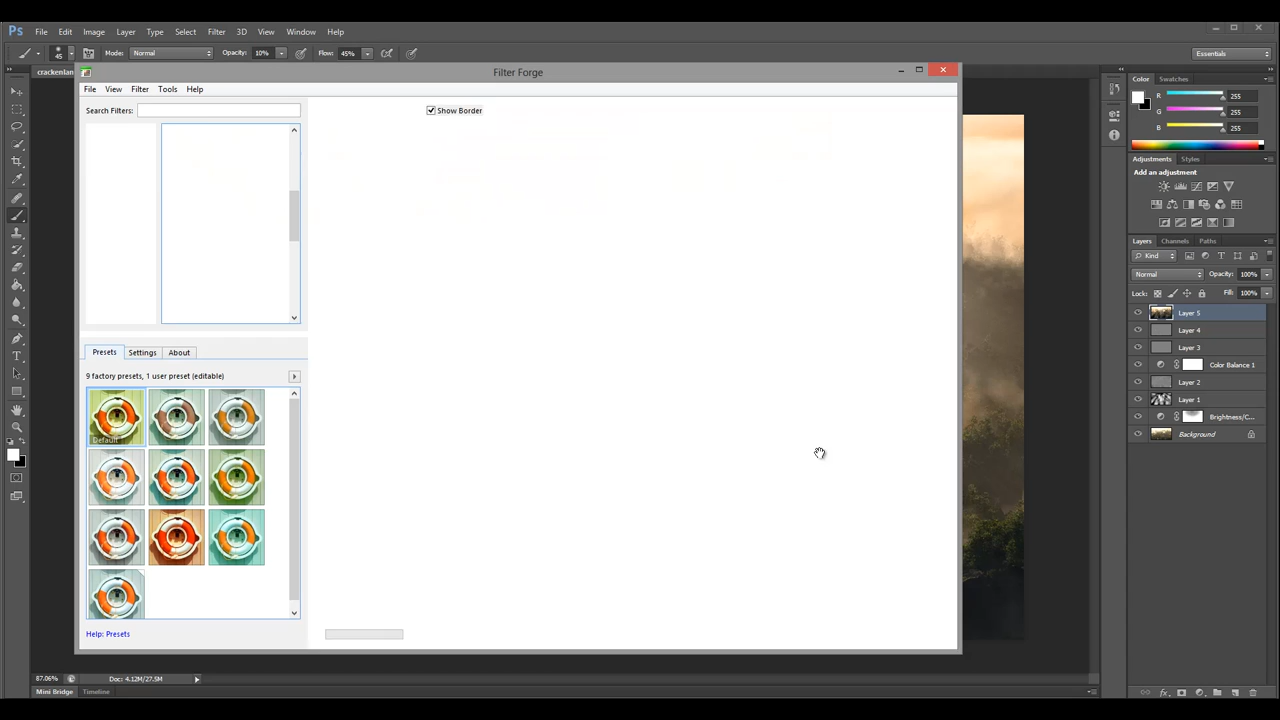 Ps File Edit Image Layer Type Select Filter 3D View Window Help
45 Mode: Normal Opacity: 10% Flow: 45% Essentials
crackenlan
Filter Forge
File View Filter Tools Help
Search Filters:
Show Border
Presets Settings About
9 factory presets, 1 user preset (editable)
Default
Help: Presets
Color Swatches
R 255
G 255
B 255
Adjustments Styles
Add an adjustment
Layers Channels Paths
Kind
Normal Opacity: 100%
Lock: Fill: 100%
Layer 5
Layer 4
Layer 3
Color Balance 1
Layer 2
Layer 1
Brightness/C...
Background
87.06% Doc: 4.12M/27.5M
Mini Bridge Timeline